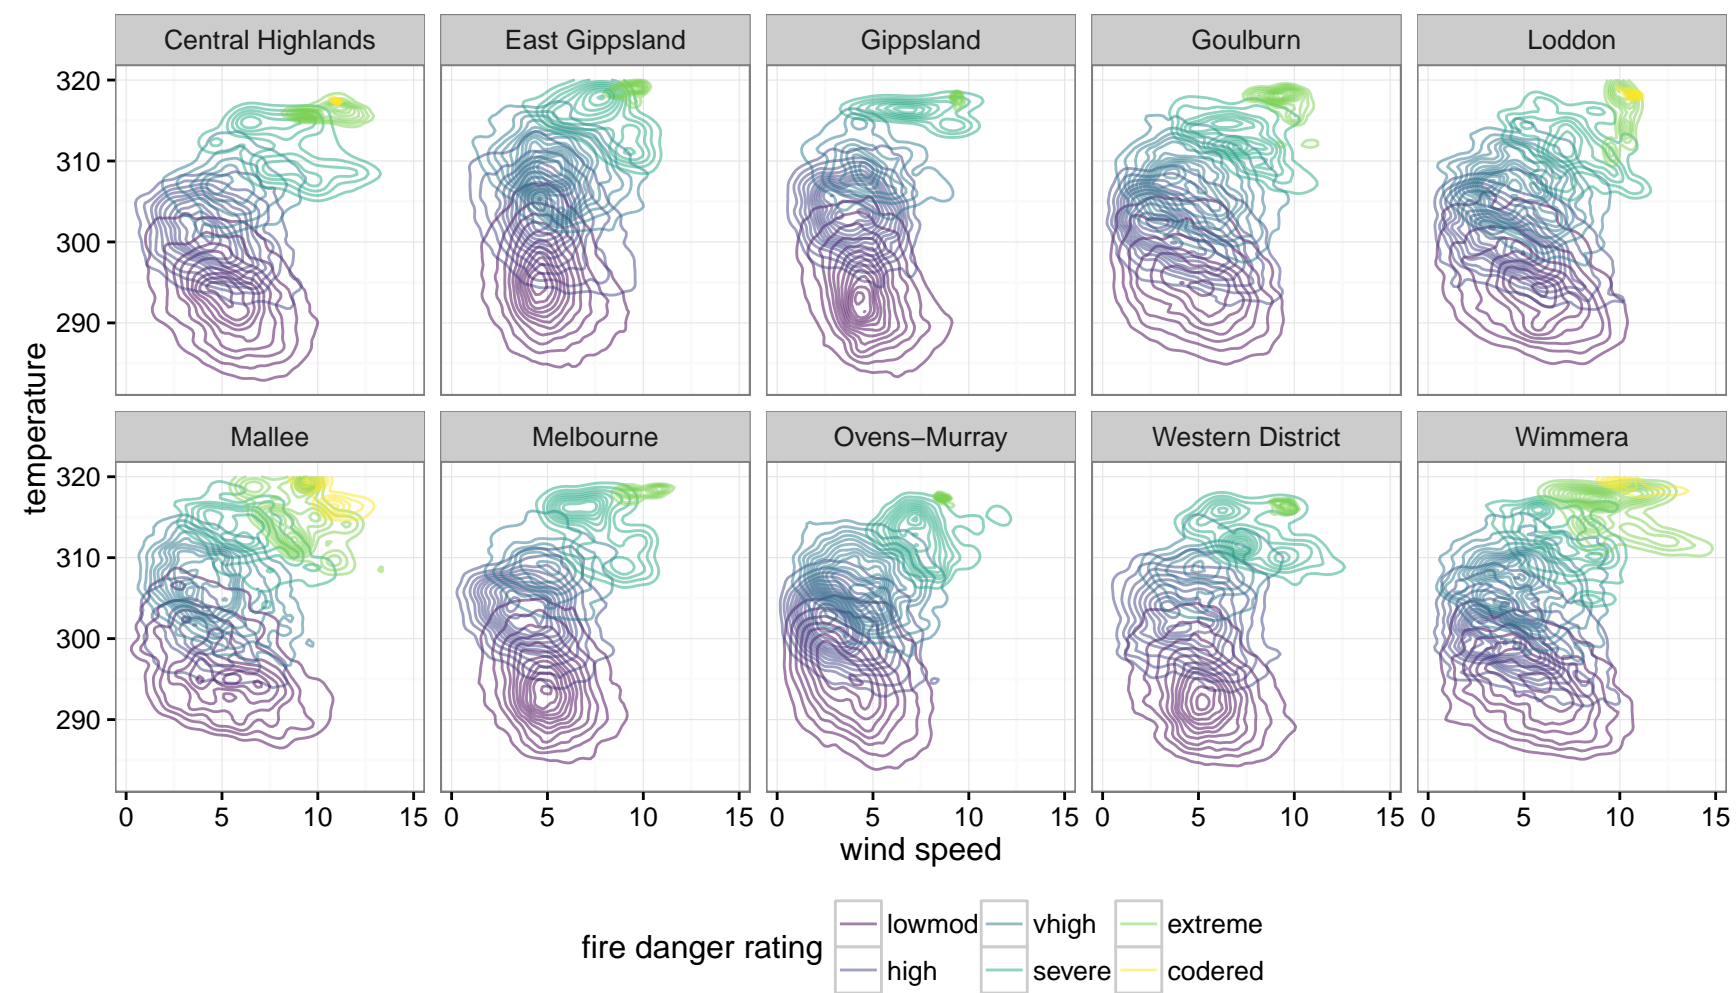 Central Highlands East Gippsland Gippsland Goulburn Loddon
320
310
300
290
temperature
Mallee Melbourne Ovens−Murray Western District Wimmera
320
310
300
290
0 5 10 15 0 5 10 15 0 5 10 15 0 5 10 15 0 5 10 15
wind speed
fire danger rating
lowmod vhigh extreme
high severe codered